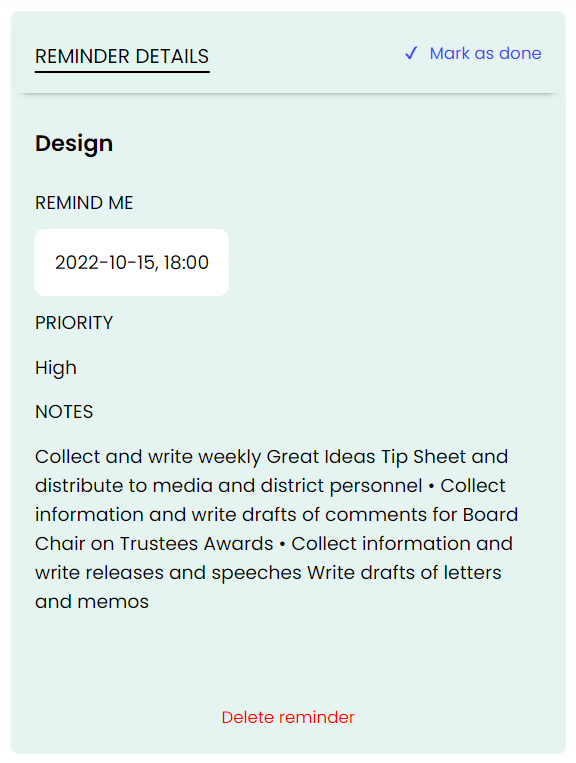 REMINDER DETAILS
✓ Mark as done
Design
REMIND ME
2022-10-15, 18:00
PRIORITY
High
NOTES
Collect and write weekly Great Ideas Tip Sheet and
distribute to media and district personnel • Collect
information and write drafts of comments for Board
Chair on Trustees Awards • Collect information and
write releases and speeches Write drafts of letters
and memos
Delete reminder